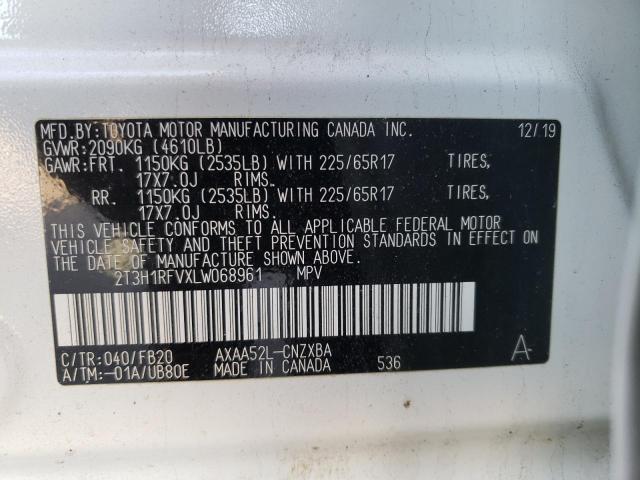 MFD.BY:TOYOTA MOTOR MANUFACTURING CANADA INC. 12/19
GVWR:2090KG (4610LB)
GAWR:FRT. 1150KG (2535LB) WITH 225/65R17 TIRES,
17X7.0J RIMS.
RR. 1150KG (2535LB) WITH 225/65R17 TIRES,
17X7.0J RIMS.
THIS VEHICLE CONFORMS TO ALL APPLICABLE FEDERAL MOTOR
VEHICLE SAFETY AND THEFT PREVENTION STANDARDS IN EFFECT ON
THE DATE OF MANUFACTURE SHOWN ABOVE.
2T3H1RFVXLW068961 MPV
C/TR:040/FB20 AXAA52L-CNZXBA A-
A/TM:-01A/UB80E MADE IN CANADA 536